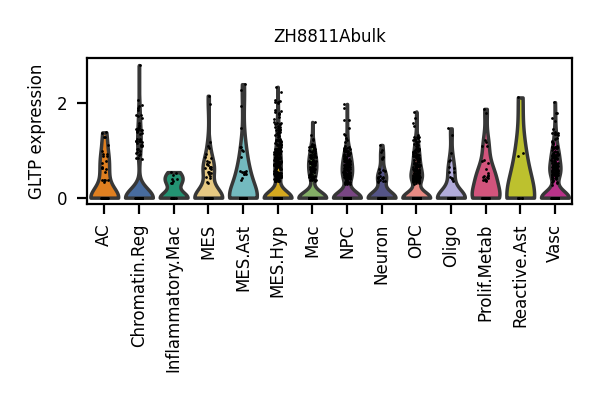 ZH8811Abulk
GLTP expression
2
0
AC
Chromatin.Reg
Inflammatory.Mac
MES
MES.Ast
MES.Hyp
Mac
NPC
Neuron
OPC
Oligo
Prolif.Metab
Reactive.Ast
Vasc